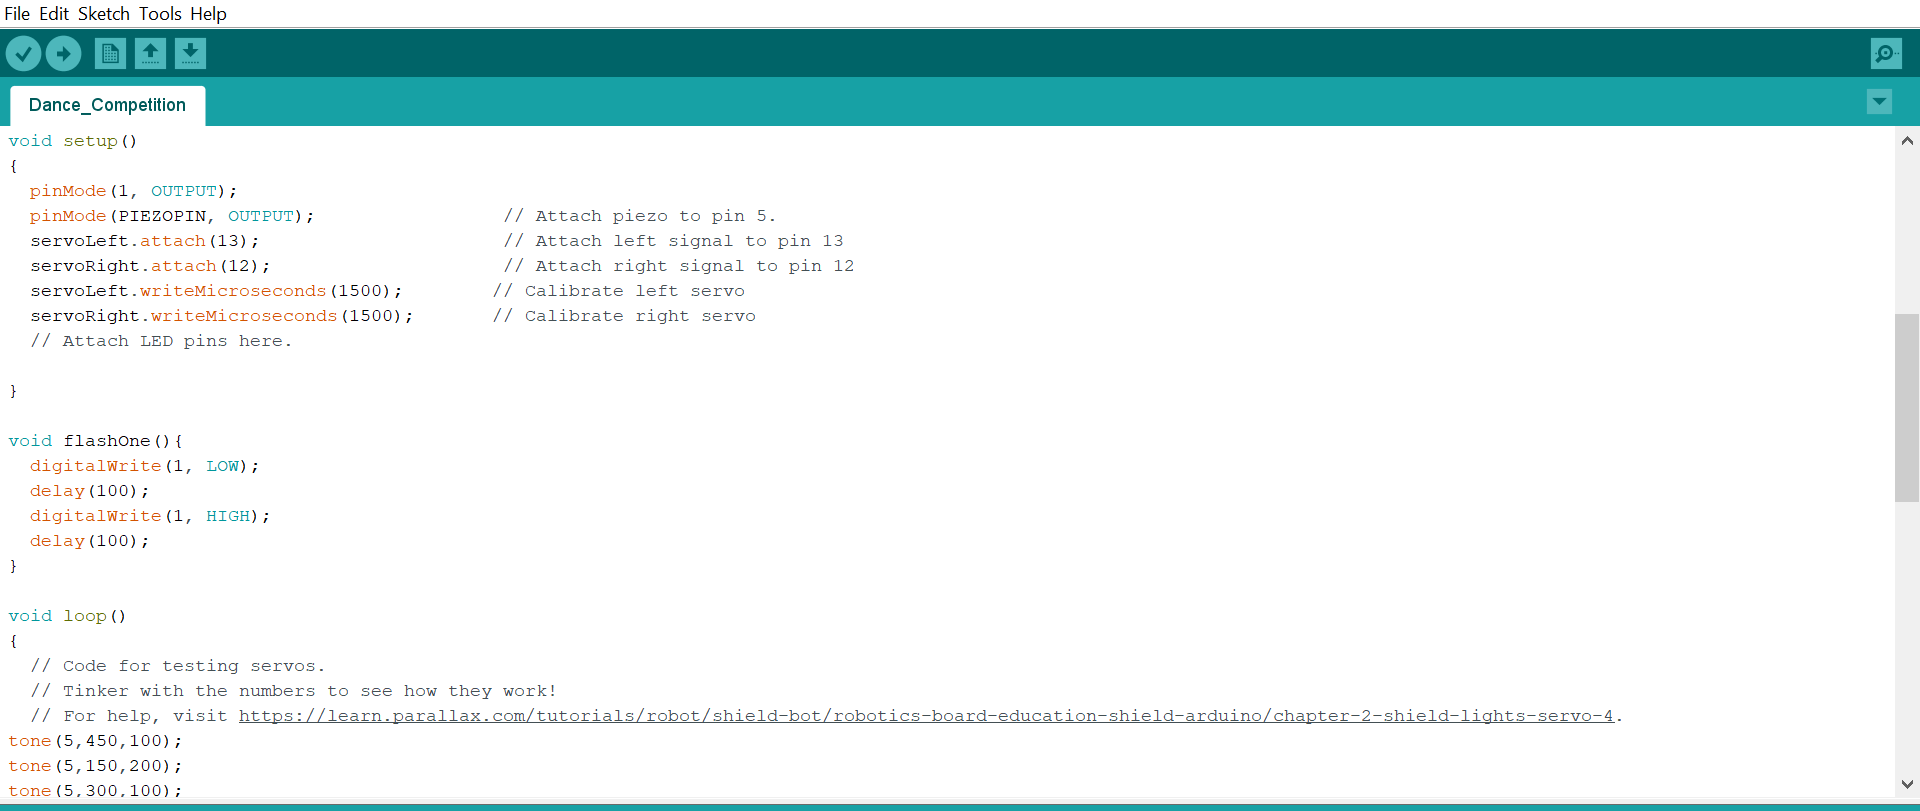 File Edit Sketch Tools Help
Dance_Competition
void setup()
{
  pinMode(1, OUTPUT);
  pinMode(PIEZOPIN, OUTPUT);                 // Attach piezo to pin 5.
  servoLeft.attach(13);                      // Attach left signal to pin 13
  servoRight.attach(12);                     // Attach right signal to pin 12
  servoLeft.writeMicroseconds(1500);        // Calibrate left servo
  servoRight.writeMicroseconds(1500);       // Calibrate right servo
  // Attach LED pins here.
}
void flashOne(){
  digitalWrite(1, LOW);
  delay(100);
  digitalWrite(1, HIGH);
  delay(100);
}
void loop()
{
  // Code for testing servos.
  // Tinker with the numbers to see how they work!
  // For help, visit https://learn.parallax.com/tutorials/robot/shield-bot/robotics-board-education-shield-arduino/chapter-2-shield-lights-servo-4.
tone(5,450,100);
tone(5,150,200);
tone(5,300,100);